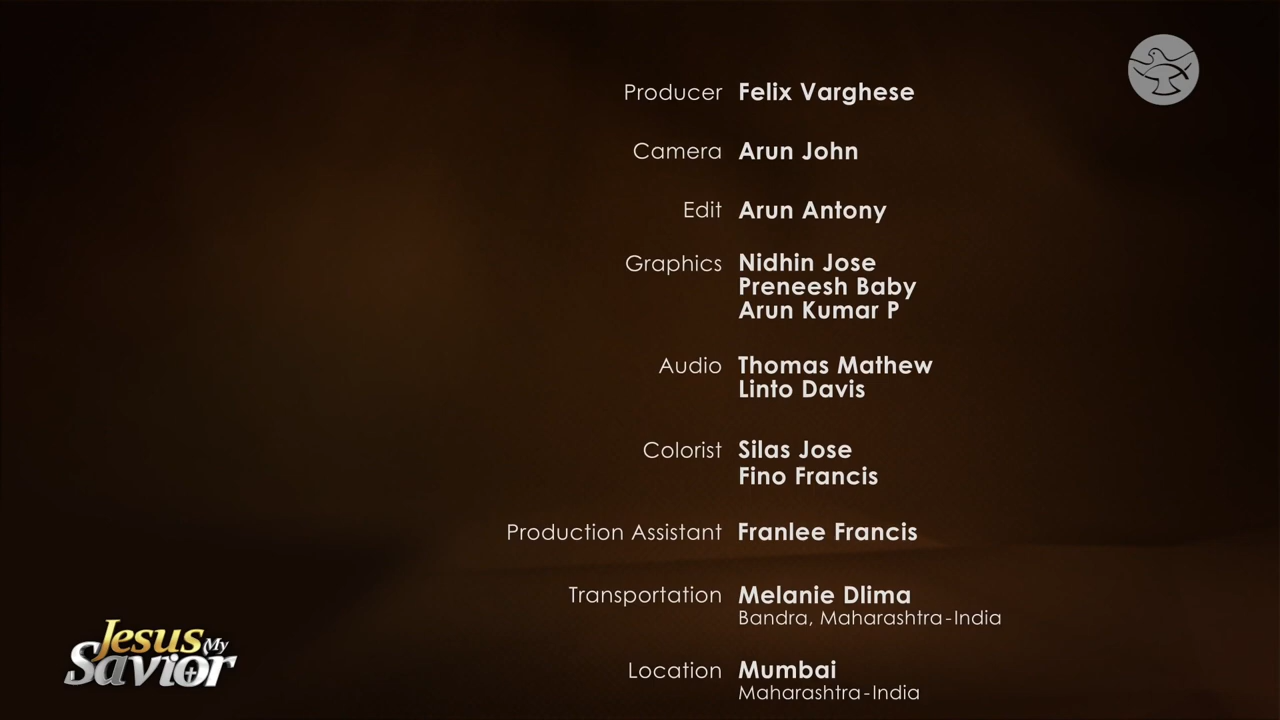 Producer Felix Varghese
Camera Arun John
Edit Arun Antony
Graphics Nidhin Jose
Preneesh Baby
Arun Kumar P
Audio Thomas Mathew
Linto Davis
Colorist Silas Jose
Fino Francis
Production Assistant Franlee Francis
Transportation Melanie Dlima
Bandra, Maharashtra-India
Location Mumbai
Maharashtra-India
Jesus My
Savior